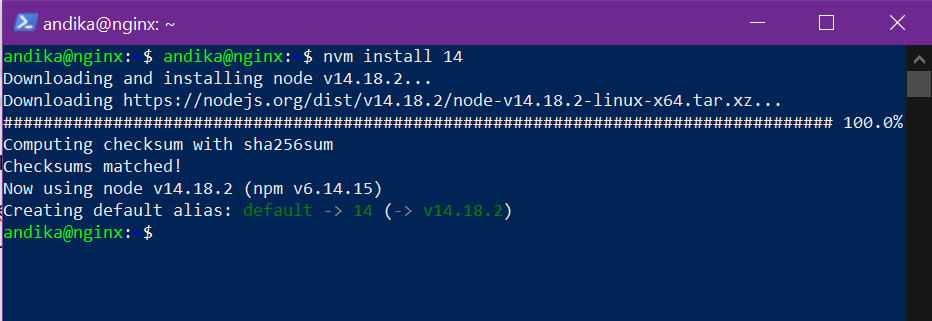 andika@nginx: ~
andika@nginx:~$ andika@nginx:~$ nvm install 14
Downloading and installing node v14.18.2...
Downloading https://nodejs.org/dist/v14.18.2/node-v14.18.2-linux-x64.tar.xz...
################################################################################### 100.0%
Computing checksum with sha256sum
Checksums matched!
Now using node v14.18.2 (npm v6.14.15)
Creating default alias: default -> 14 (-> v14.18.2)
andika@nginx:~$